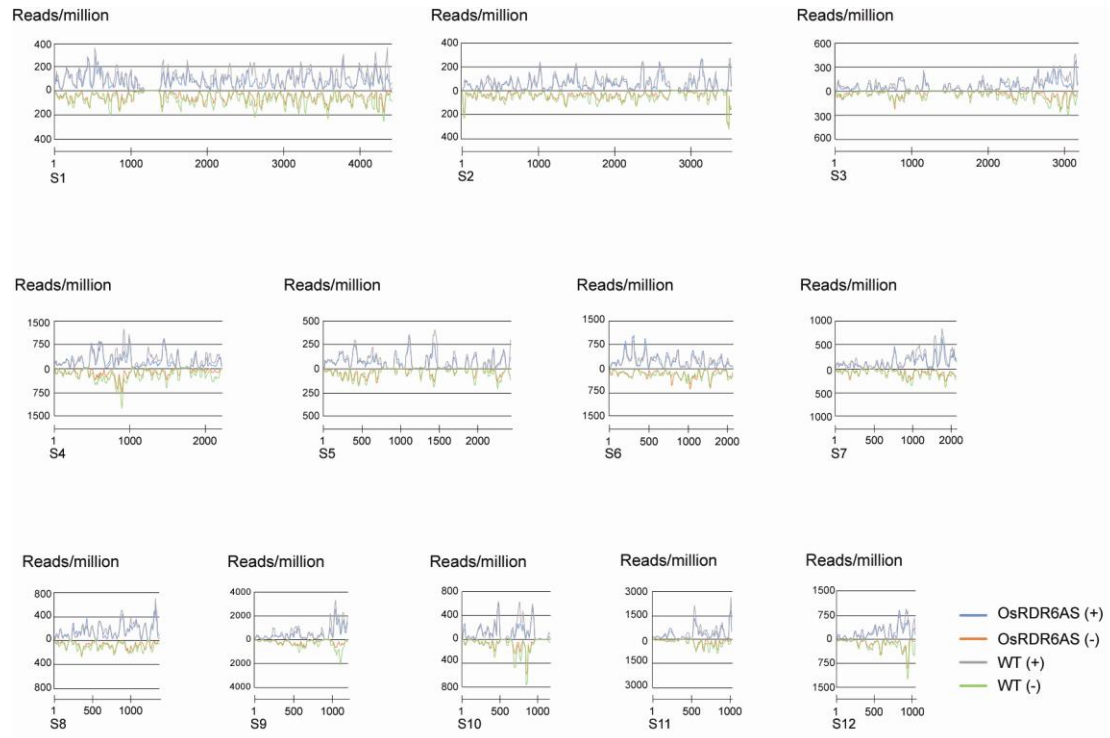 Reads/million Reads/million Reads/million
400 400 600
200 200 300
0 0 0
200 200 300
400 400 600
1 1000 2000 3000 4000 1 1000 2000 3000 1 1000 2000 3000
S1 S2 S3
Reads/million Reads/million Reads/million Reads/million
1500 500 1500 1000
750 250 750 500
0 0 0 0
750 250 750 500
1500 500 1500 1000
1 1000 2000 1 500 1000 1500 2000 1 500 1000 2000 1 500 1000 2000
S4 S5 S6 S7
Reads/million Reads/million Reads/million Reads/million Reads/million
800 4000 800 3000 1500
400 2000 400 1500 750
0 0 0 0 0
400 2000 400 1500 750
800 4000 800 3000 1500
1 500 1000 1 500 1000 1 500 1000 1 500 1000 1 500 1000
S8 S9 S10 S11 S12
OsRDR6AS (+)
OsRDR6AS (-)
WT (+)
WT (-)